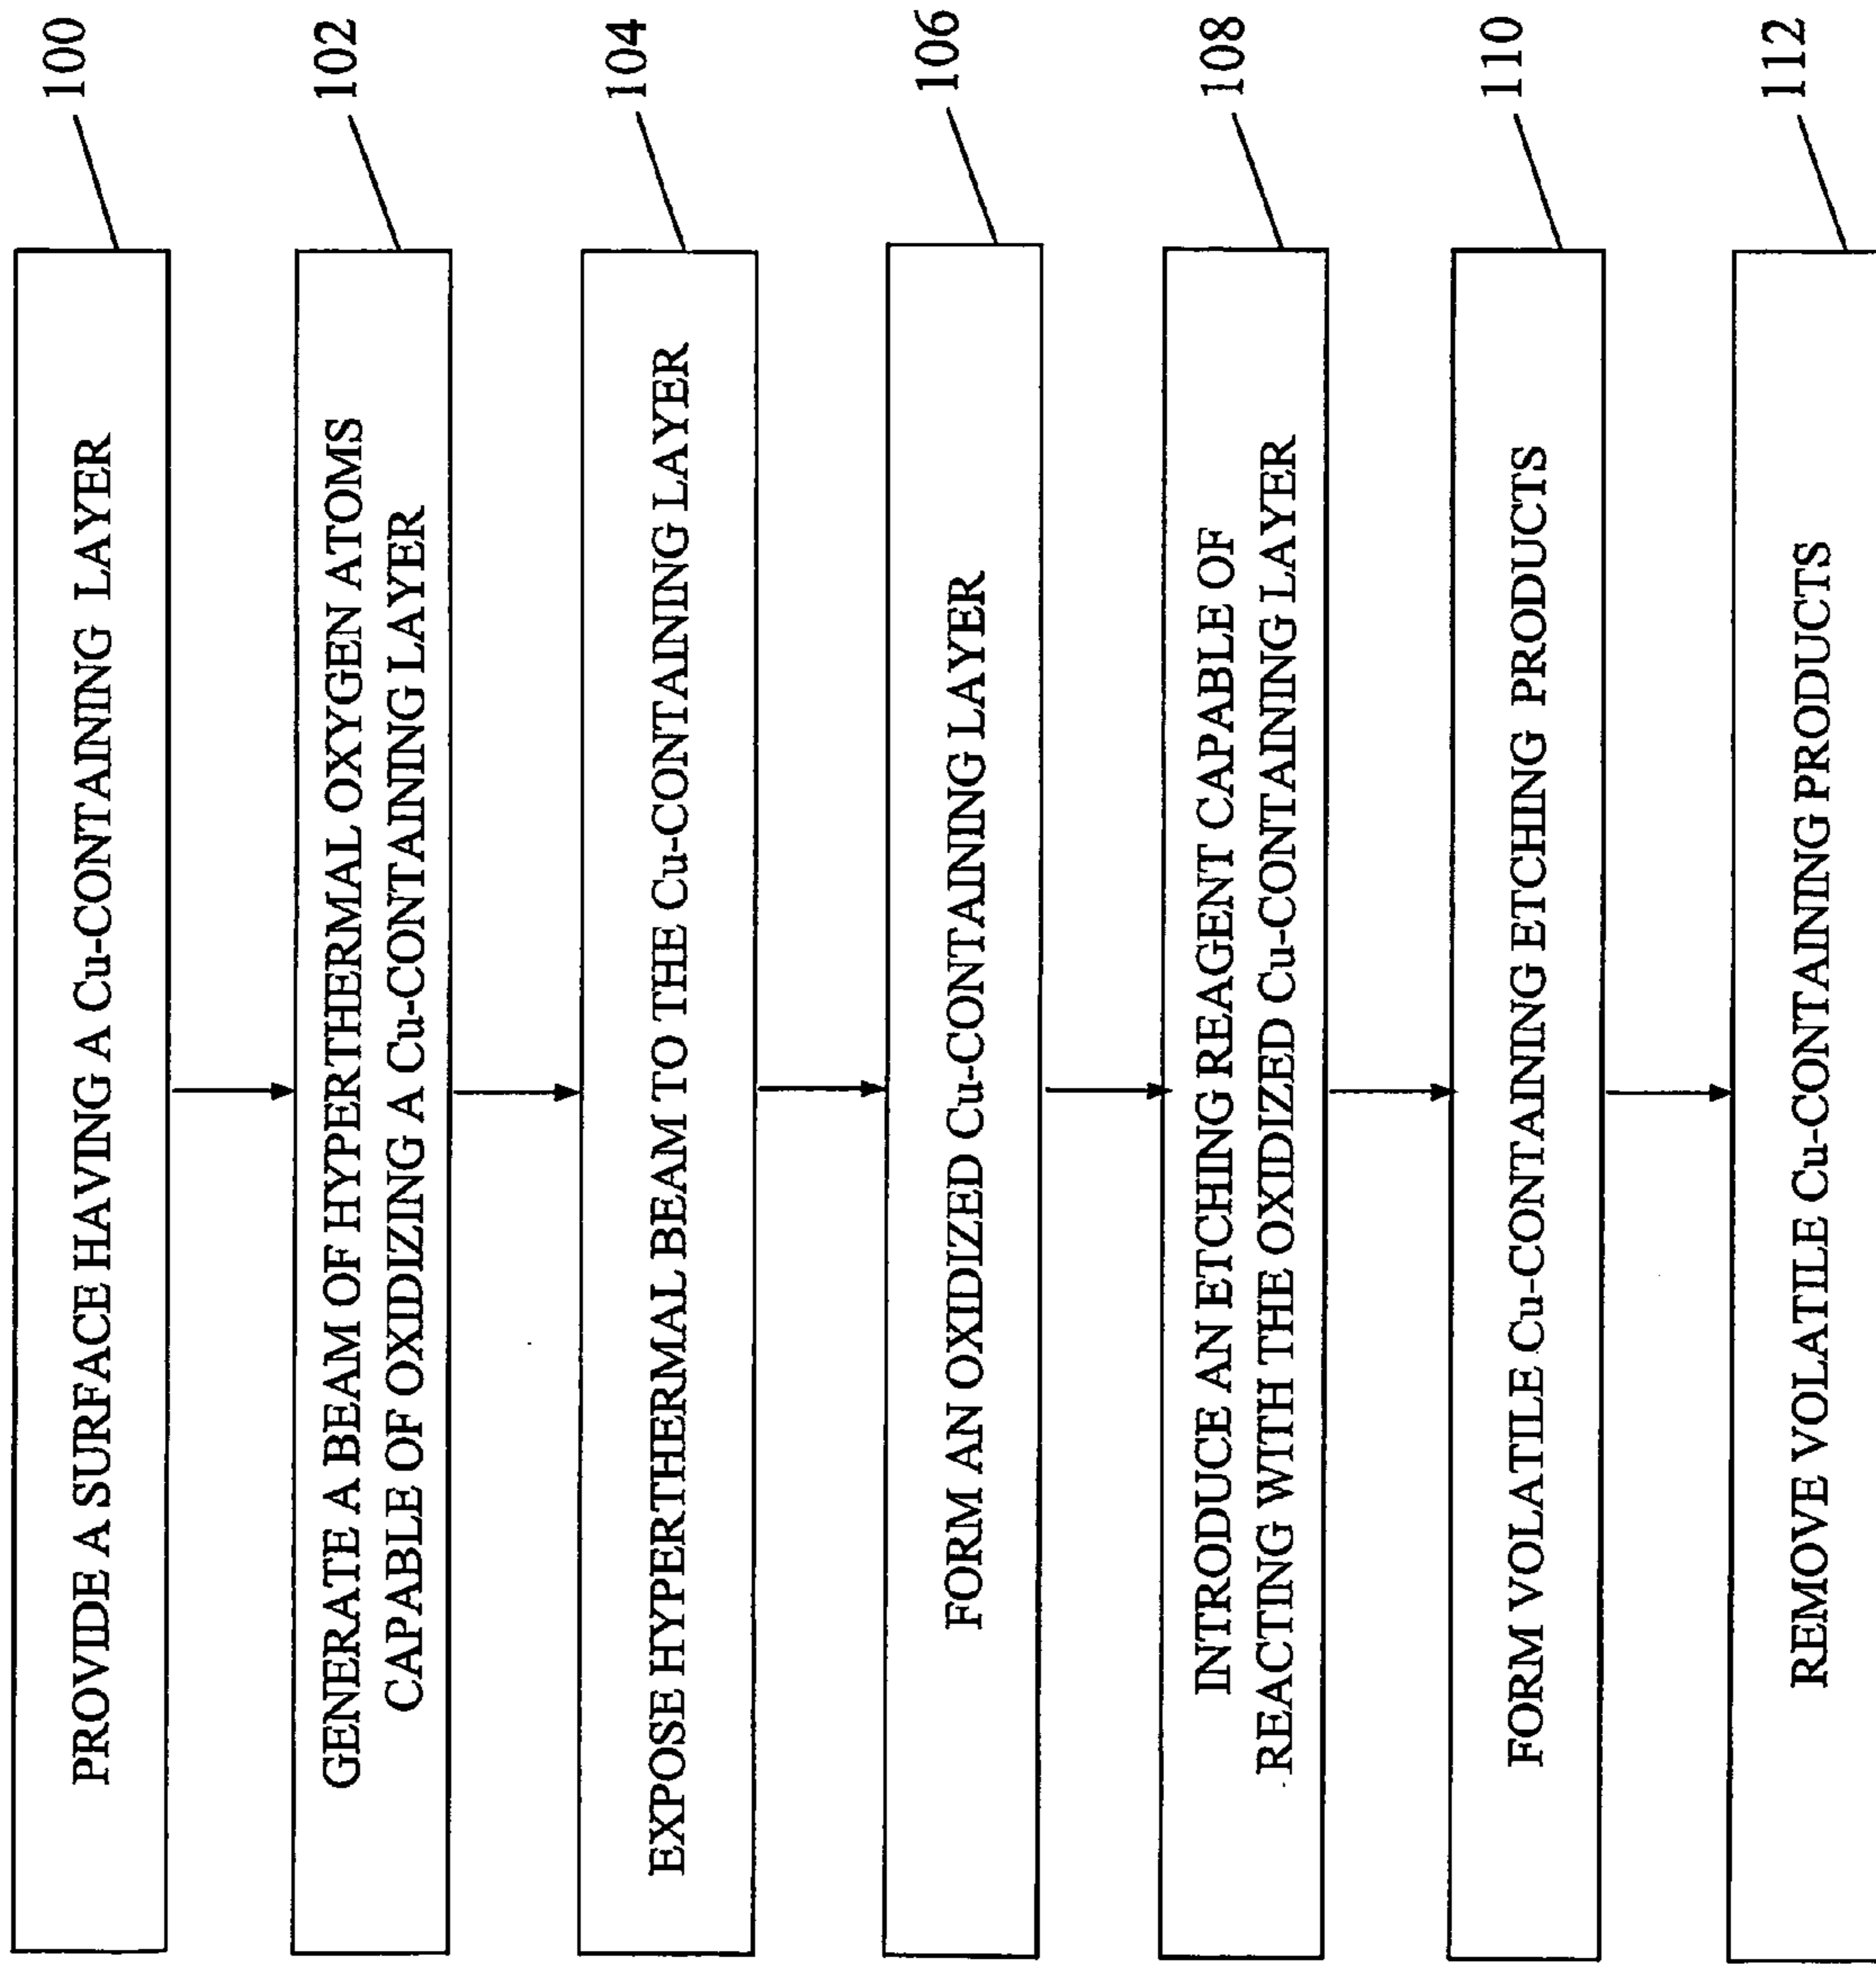 PROVIDE A SURFACE HAVING A Cu-CONTAINING LAYER
100
GENERATE A BEAM OF HYPERTHERMAL OXYGEN ATOMS
CAPABLE OF OXIDIZING A Cu-CONTAINING LAYER
102
EXPOSE HYPERTHERMAL BEAM TO THE Cu-CONTAINING LAYER
104
FORM AN OXIDIZED Cu-CONTAINING LAYER
106
INTRODUCE AN ETCHING REAGENT CAPABLE OF
REACTING WITH THE OXIDIZED Cu-CONTAINING LAYER
108
FORM VOLATILE Cu-CONTAINING ETCHING PRODUCTS
110
REMOVE VOLATILE Cu-CONTAINING PRODUCTS
112